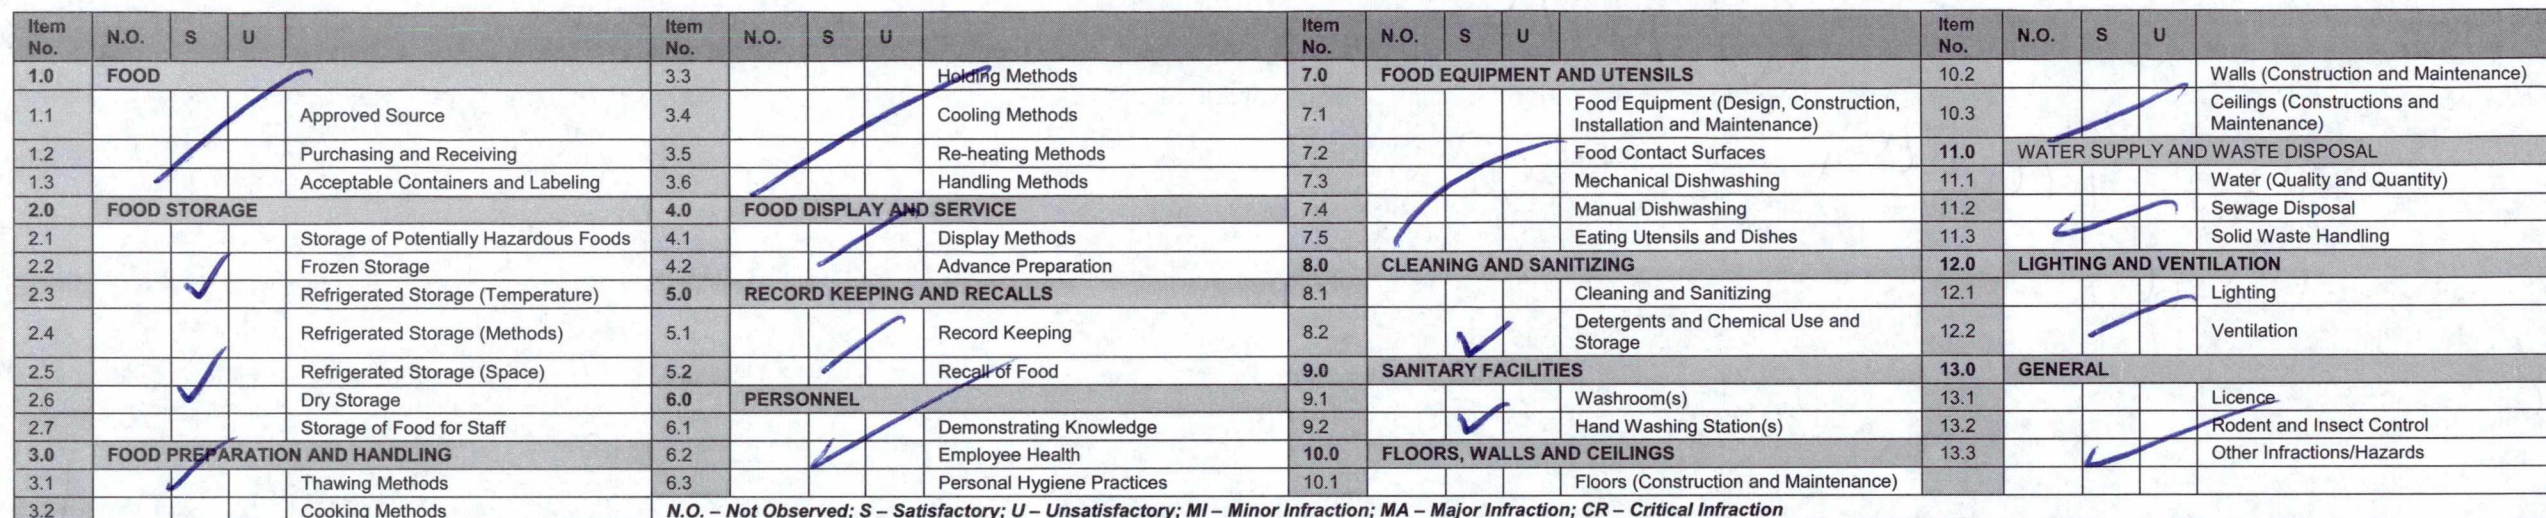 Item No. N.O. S U Item No. N.O. S U Item No. N.O. S U Item No. N.O. S U
1.0 FOOD
1.1 Approved Source
1.2 Purchasing and Receiving
1.3 Acceptable Containers and Labeling
2.0 FOOD STORAGE
2.1 Storage of Potentially Hazardous Foods
2.2 Frozen Storage
2.3 Refrigerated Storage (Temperature)
2.4 Refrigerated Storage (Methods)
2.5 Refrigerated Storage (Space)
2.6 Dry Storage
2.7 Storage of Food for Staff
3.0 FOOD PREPARATION AND HANDLING
3.1 Thawing Methods
3.2 Cooking Methods
3.3 Holding Methods
3.4 Cooling Methods
3.5 Re-heating Methods
3.6 Handling Methods
4.0 FOOD DISPLAY AND SERVICE
4.1 Display Methods
4.2 Advance Preparation
5.0 RECORD KEEPING AND RECALLS
5.1 Record Keeping
5.2 Recall of Food
6.0 PERSONNEL
6.1 Demonstrating Knowledge
6.2 Employee Health
6.3 Personal Hygiene Practices
7.0 FOOD EQUIPMENT AND UTENSILS
7.1 Food Equipment (Design, Construction,
Installation and Maintenance)
7.2 Food Contact Surfaces
7.3 Mechanical Dishwashing
7.4 Manual Dishwashing
7.5 Eating Utensils and Dishes
8.0 CLEANING AND SANITIZING
8.1 Cleaning and Sanitizing
8.2 Detergents and Chemical Use and
Storage
9.0 SANITARY FACILITIES
9.1 Washroom(s)
9.2 Hand Washing Station(s)
10.0 FLOORS, WALLS AND CEILINGS
10.1 Floors (Construction and Maintenance)
10.2 Walls (Construction and Maintenance)
10.3 Ceilings (Constructions and
Maintenance)
11.0 WATER SUPPLY AND WASTE DISPOSAL
11.1 Water (Quality and Quantity)
11.2 Sewage Disposal
11.3 Solid Waste Handling
12.0 LIGHTING AND VENTILATION
12.1 Lighting
12.2 Ventilation
13.0 GENERAL
13.1 Licence
13.2 Rodent and Insect Control
13.3 Other Infractions/Hazards
N.O. – Not Observed; S – Satisfactory; U – Unsatisfactory; MI – Minor Infraction; MA – Major Infraction; CR – Critical Infraction